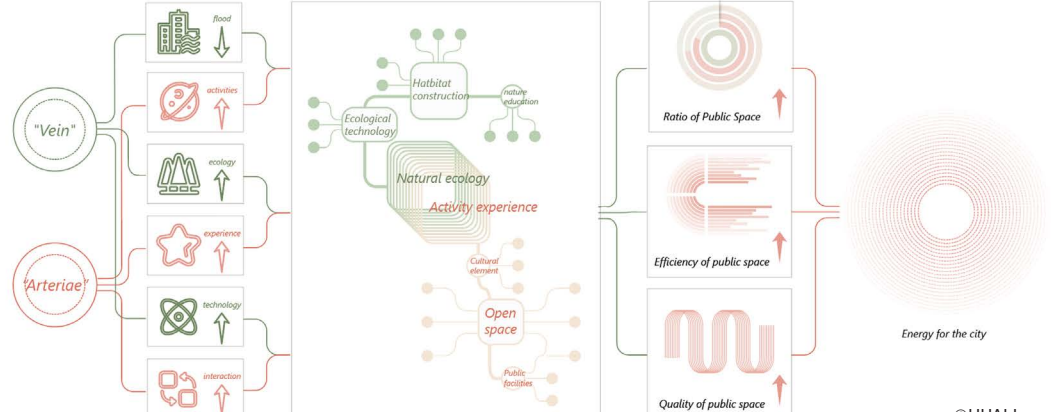 "Vein"
"Arteriae"
flood
activities
ecology
experience
technology
interaction
Hatbitat
construction
nature
education
Ecological
technology
Natural ecology
Activity experience
Cultural
element
Open
space
Public
facilities
Ratio of Public Space
Efficiency of public space
Quality of public space
Energy for the city